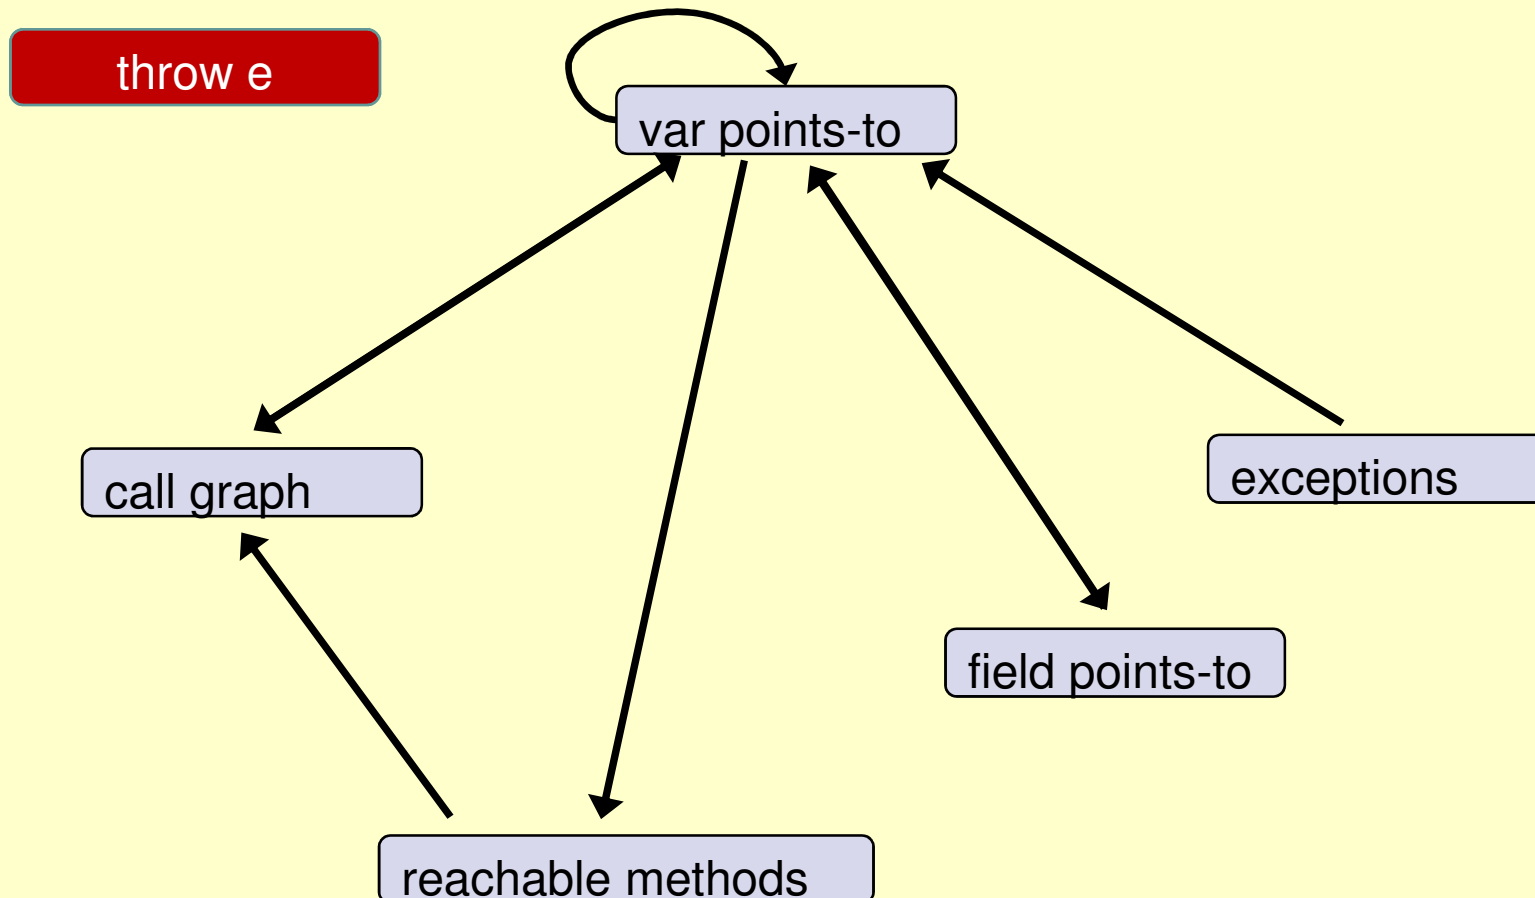 throw e
var points-to
call graph
exceptions
field points-to
reachable methods